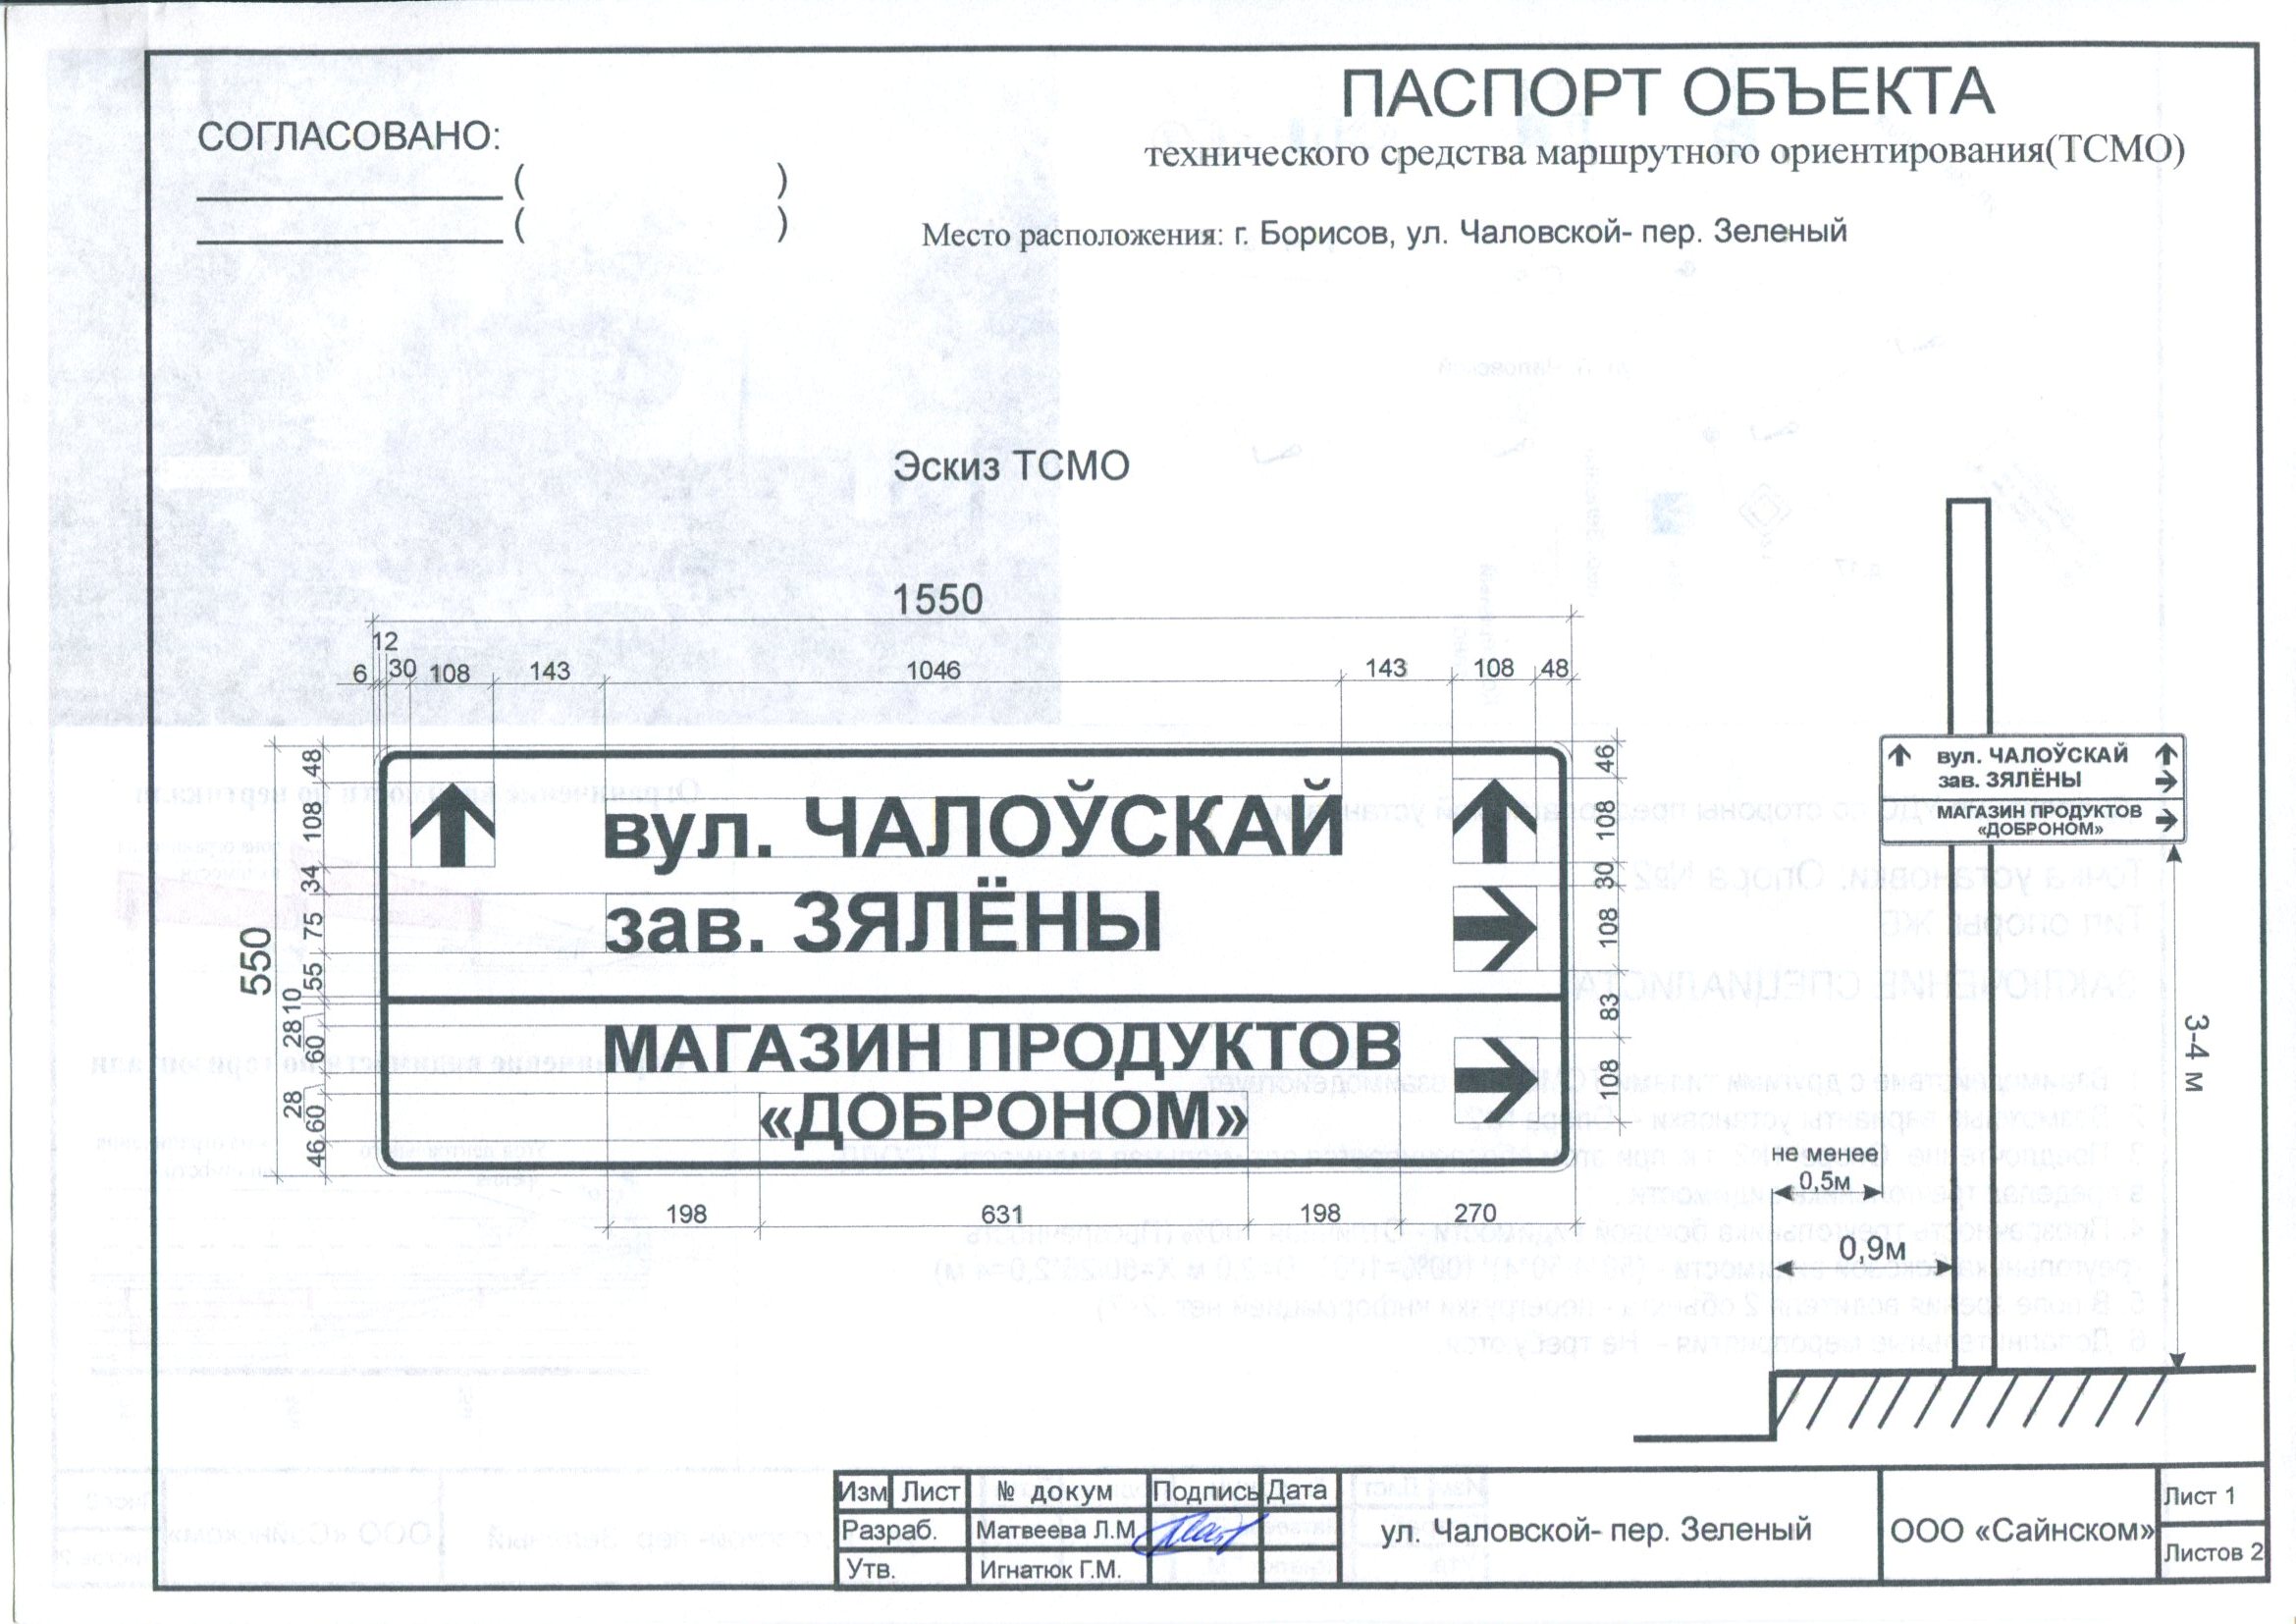 ПАСПОРТ ОБЪЕКТА
технического средства маршрутного ориентирования(ТСМО)
СОГЛАСОВАНО:
( )
( )
Место расположения: г. Борисов, ул. Чаловской- пер. Зеленый
Эскиз ТСМО
1550
12
6 30 108 143 1046 143 108 48
550
48 108 34 75 55 10 28 60 28 60 46
46 108 30 108 83 108
вул. ЧАЛОЎСКАЙ
зав. ЗЯЛЁНЫ
МАГАЗИН ПРОДУКТОВ
«ДОБРОНОМ»
198 631 198 270
вул. ЧАЛОЎСКАЙ
зав. ЗЯЛЁНЫ
МАГАЗИН ПРОДУКТОВ
«ДОБРОНОМ»
3-4 м
не менее
0,5м
0,9м
Изм Лист № докум Подпись Дата
Разраб. Матвеева Л.М
Утв. Игнатюк Г.М.
ул. Чаловской- пер. Зеленый
ООО «Сайнском»
Лист 1
Листов 2